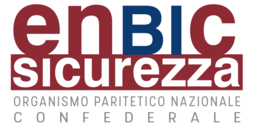 enBIC
sicurezza
ORGANISMO PARITETICO NAZIONALE
CONFEDERALE